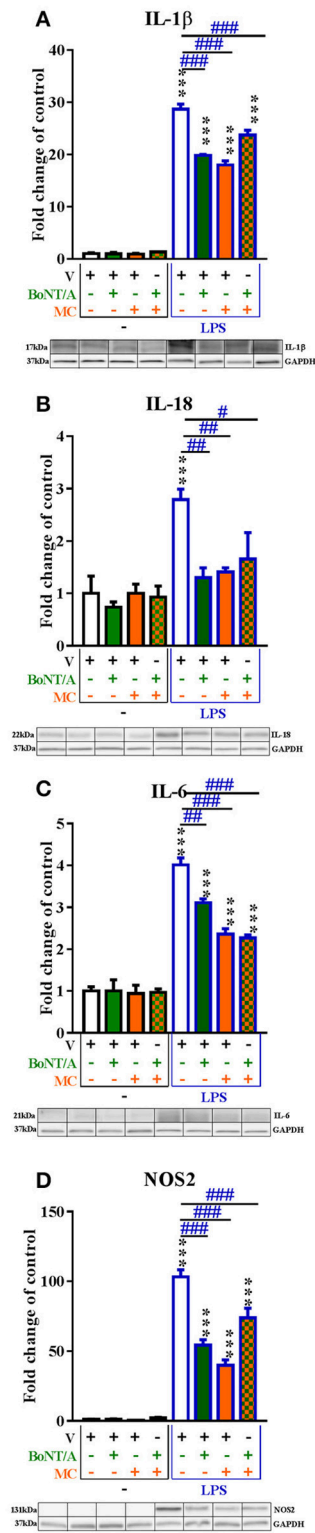 A
IL-1β
###
###
###
***
***
***
***
40
30
20
10
0
Fold change of control
V + + + - + + + -
BoNT/A - + - + - + - +
MC - - + + - - + +
- LPS
17kDa IL-1β
37kDa GAPDH
B
IL-18
#
##
##
***
4
3
2
1
0
Fold change of control
V + + + - + + + -
BoNT/A - + - + - + - +
MC - - + + - - + +
- LPS
22kDa IL-18
37kDa GAPDH
C
IL-6
###
###
##
***
***
***
***
5
4
3
2
1
0
Fold change of control
V + + + - + + + -
BoNT/A - + - + - + - +
MC - - + + - - + +
- LPS
21kDa IL-6
37kDa GAPDH
D
NOS2
###
###
###
***
***
***
***
150
100
50
0
Fold change of control
V + + + - + + + -
BoNT/A - + - + - + - +
MC - - + + - - + +
- LPS
131kDa NOS2
37kDa GAPDH